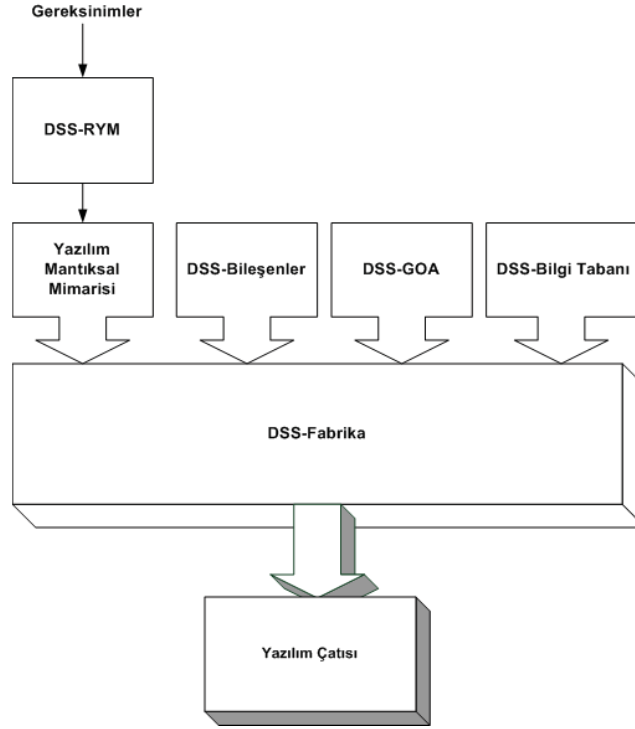 Gereksinimler
DSS-RYM
Yazılım
Mantıksal
Mimarisi
DSS-Bileşenler
DSS-GOA
DSS-Bilgi Tabanı
DSS-Fabrika
Yazılım Çatısı